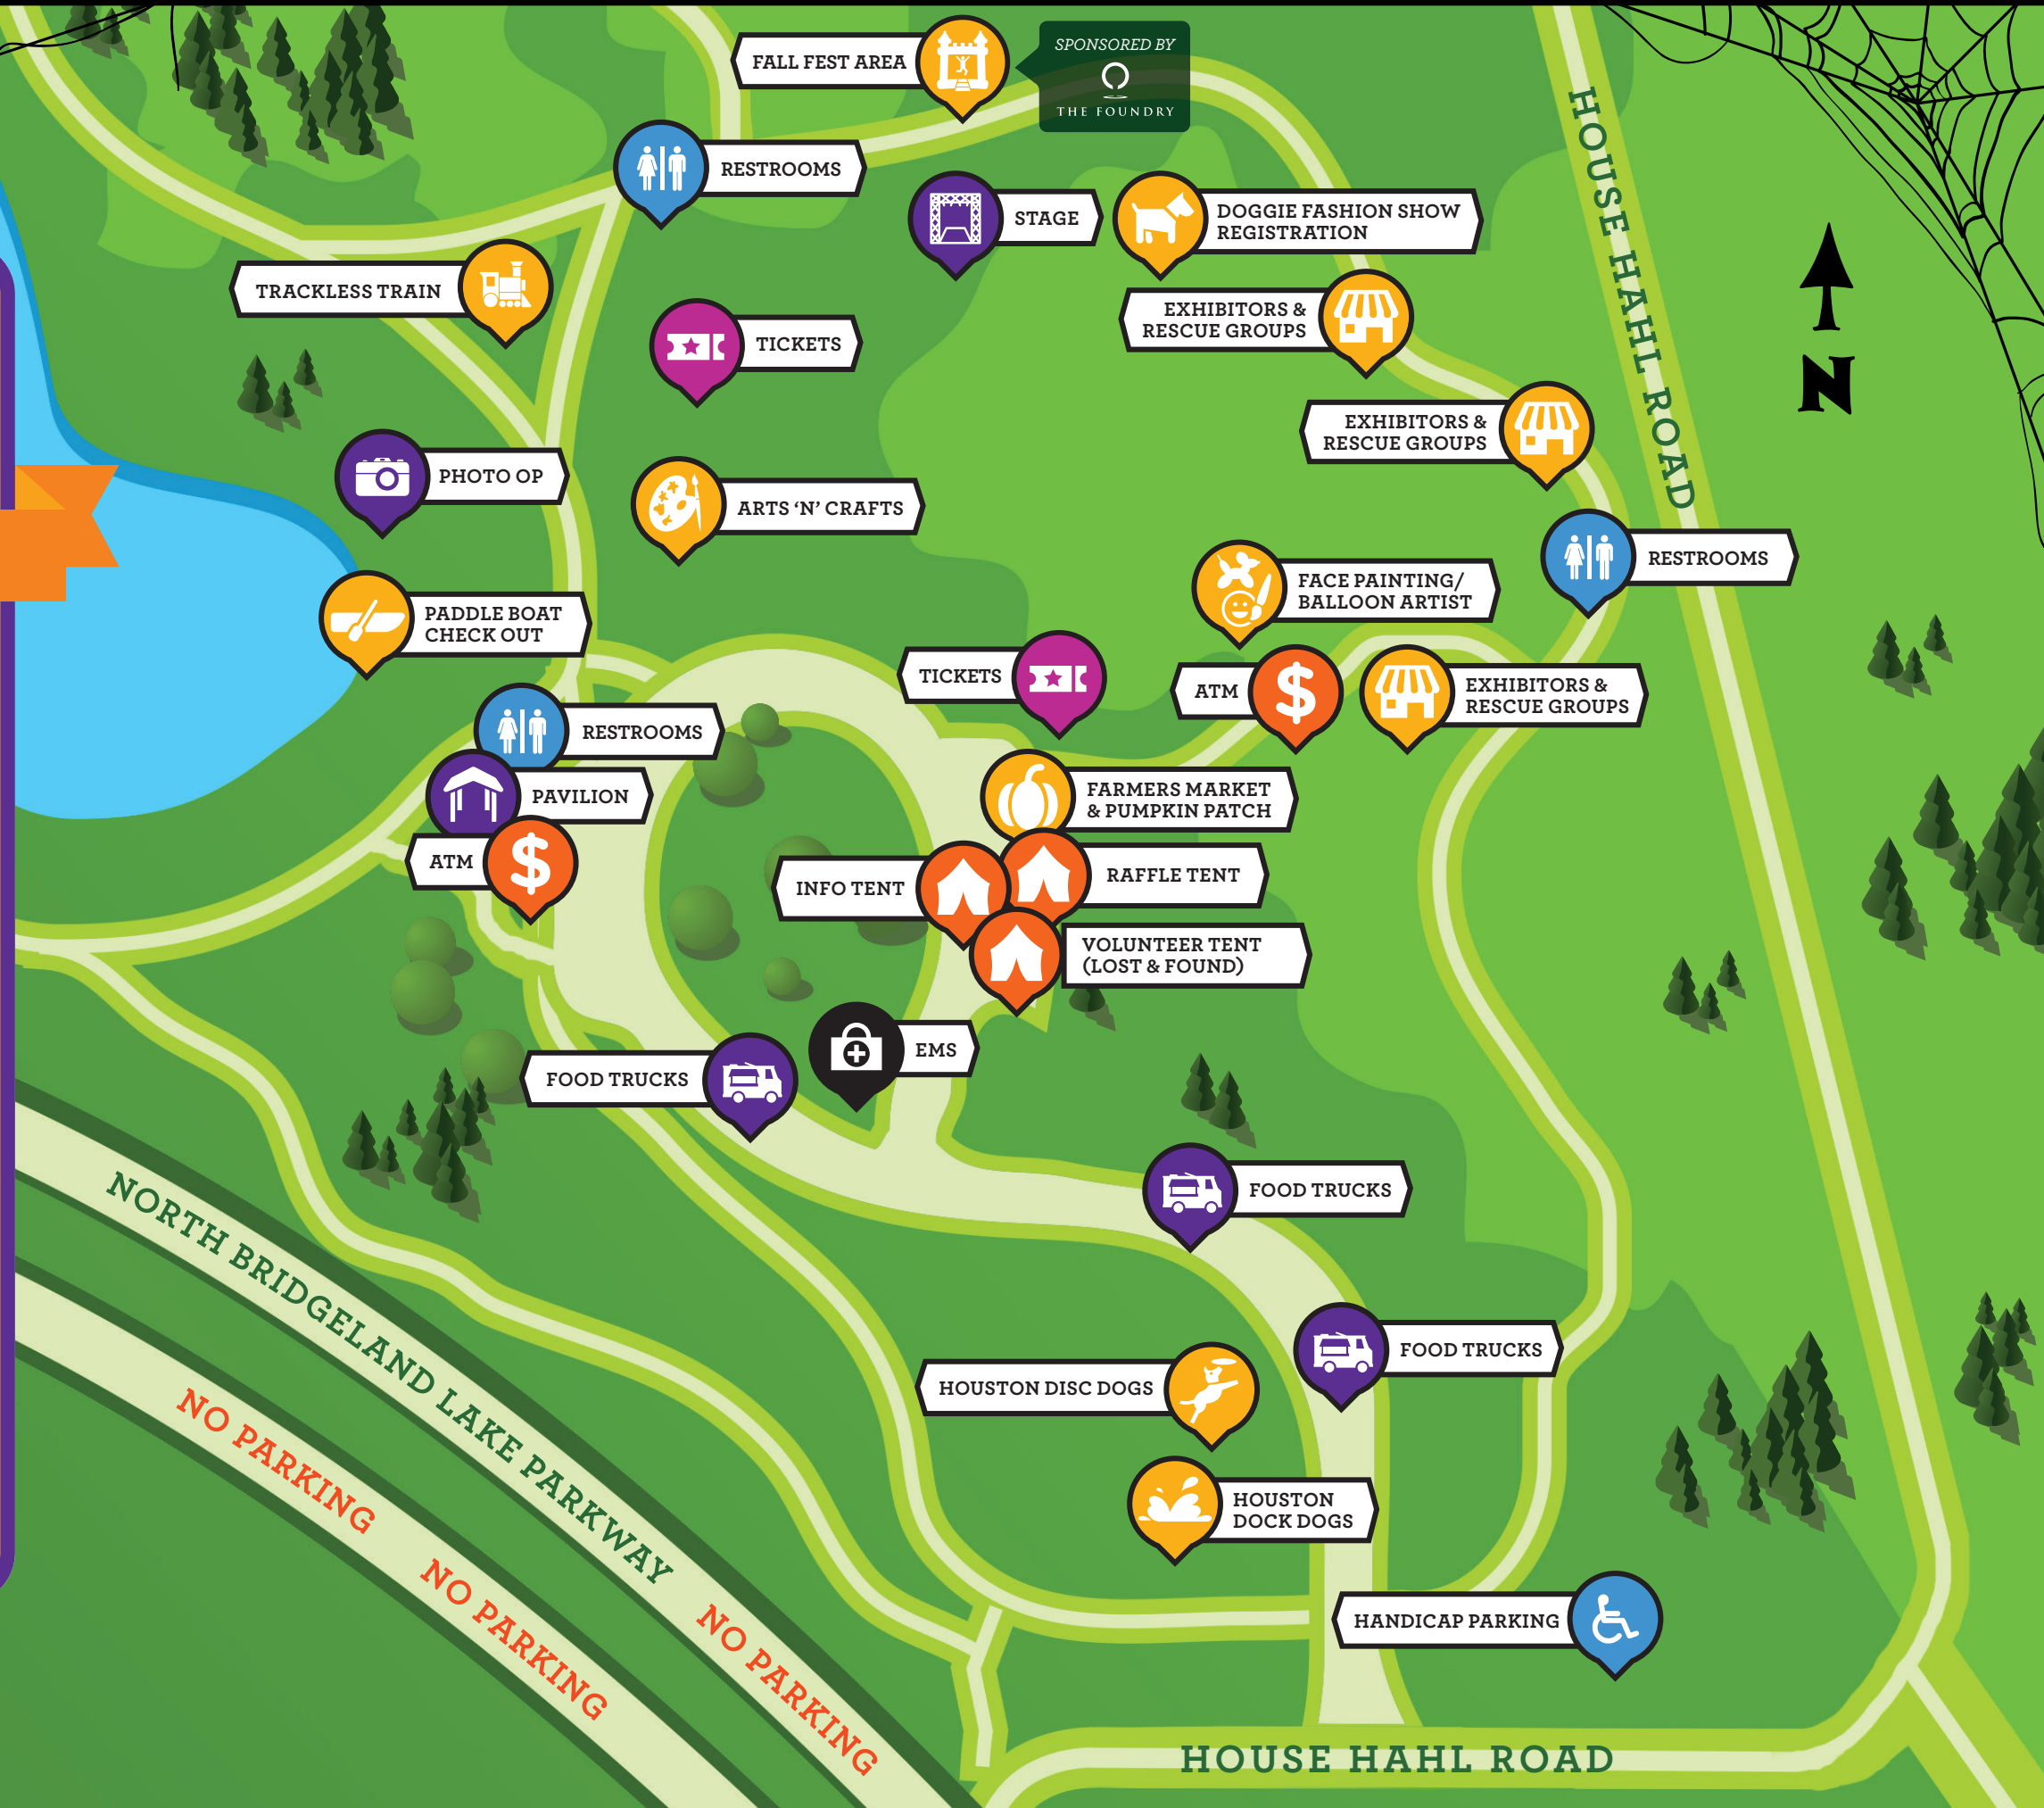 FALL FEST AREA
SPONSORED BY
THE FOUNDRY
RESTROOMS
STAGE
DOGGIE FASHION SHOW
REGISTRATION
HOUSE HAHL ROAD
TRACKLESS TRAIN
EXHIBITORS &
RESCUE GROUPS
TICKETS
N
EXHIBITORS &
RESCUE GROUPS
PHOTO OP
ARTS ‘N’ CRAFTS
RESTROOMS
FACE PAINTING/
BALLOON ARTIST
PADDLE BOAT
CHECK OUT
TICKETS
ATM
$
EXHIBITORS &
RESCUE GROUPS
RESTROOMS
PAVILION
FARMERS MARKET
& PUMPKIN PATCH
ATM
$
INFO TENT
RAFFLE TENT
VOLUNTEER TENT
(LOST & FOUND)
EMS
FOOD TRUCKS
FOOD TRUCKS
NORTH BRIDGELAND LAKE PARKWAY
FOOD TRUCKS
HOUSTON DISC DOGS
NO PARKING
HOUSTON
DOCK DOGS
NO PARKING
NO PARKING
HANDICAP PARKING
HOUSE HAHL ROAD